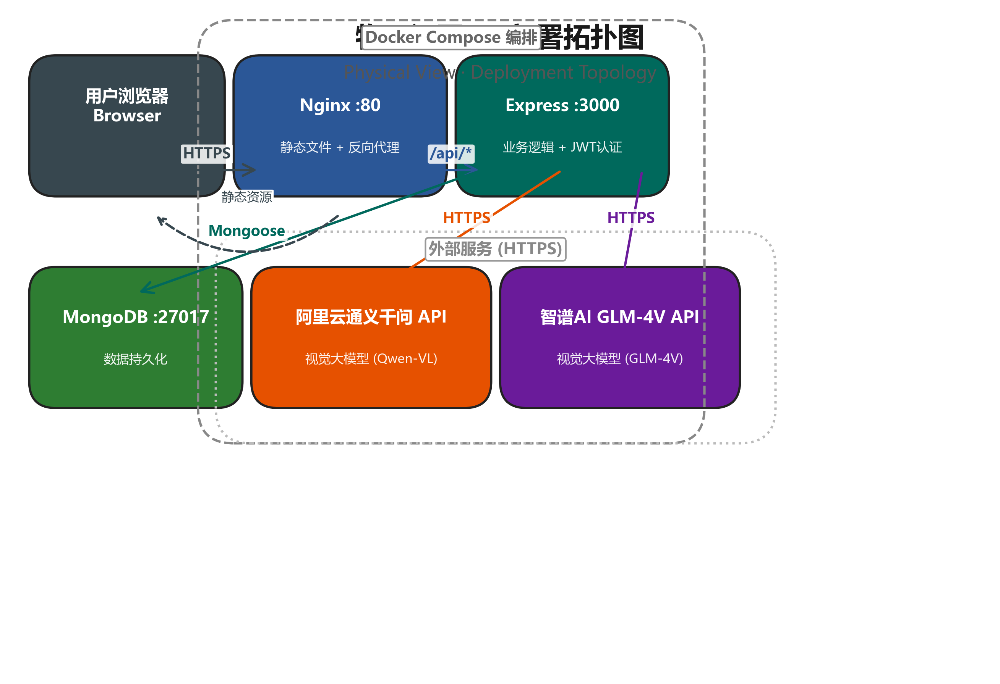 署拓扑图
Docker Compose 编排
Physical View · Deployment Topology
用户浏览器
Browser
Nginx :80
静态文件 + 反向代理
Express :3000
业务逻辑 + JWT认证
HTTPS
/api/*
静态资源
Mongoose
HTTPS
HTTPS
外部服务 (HTTPS)
MongoDB :27017
数据持久化
阿里云通义千问 API
视觉大模型 (Qwen-VL)
智谱AI GLM-4V API
视觉大模型 (GLM-4V)